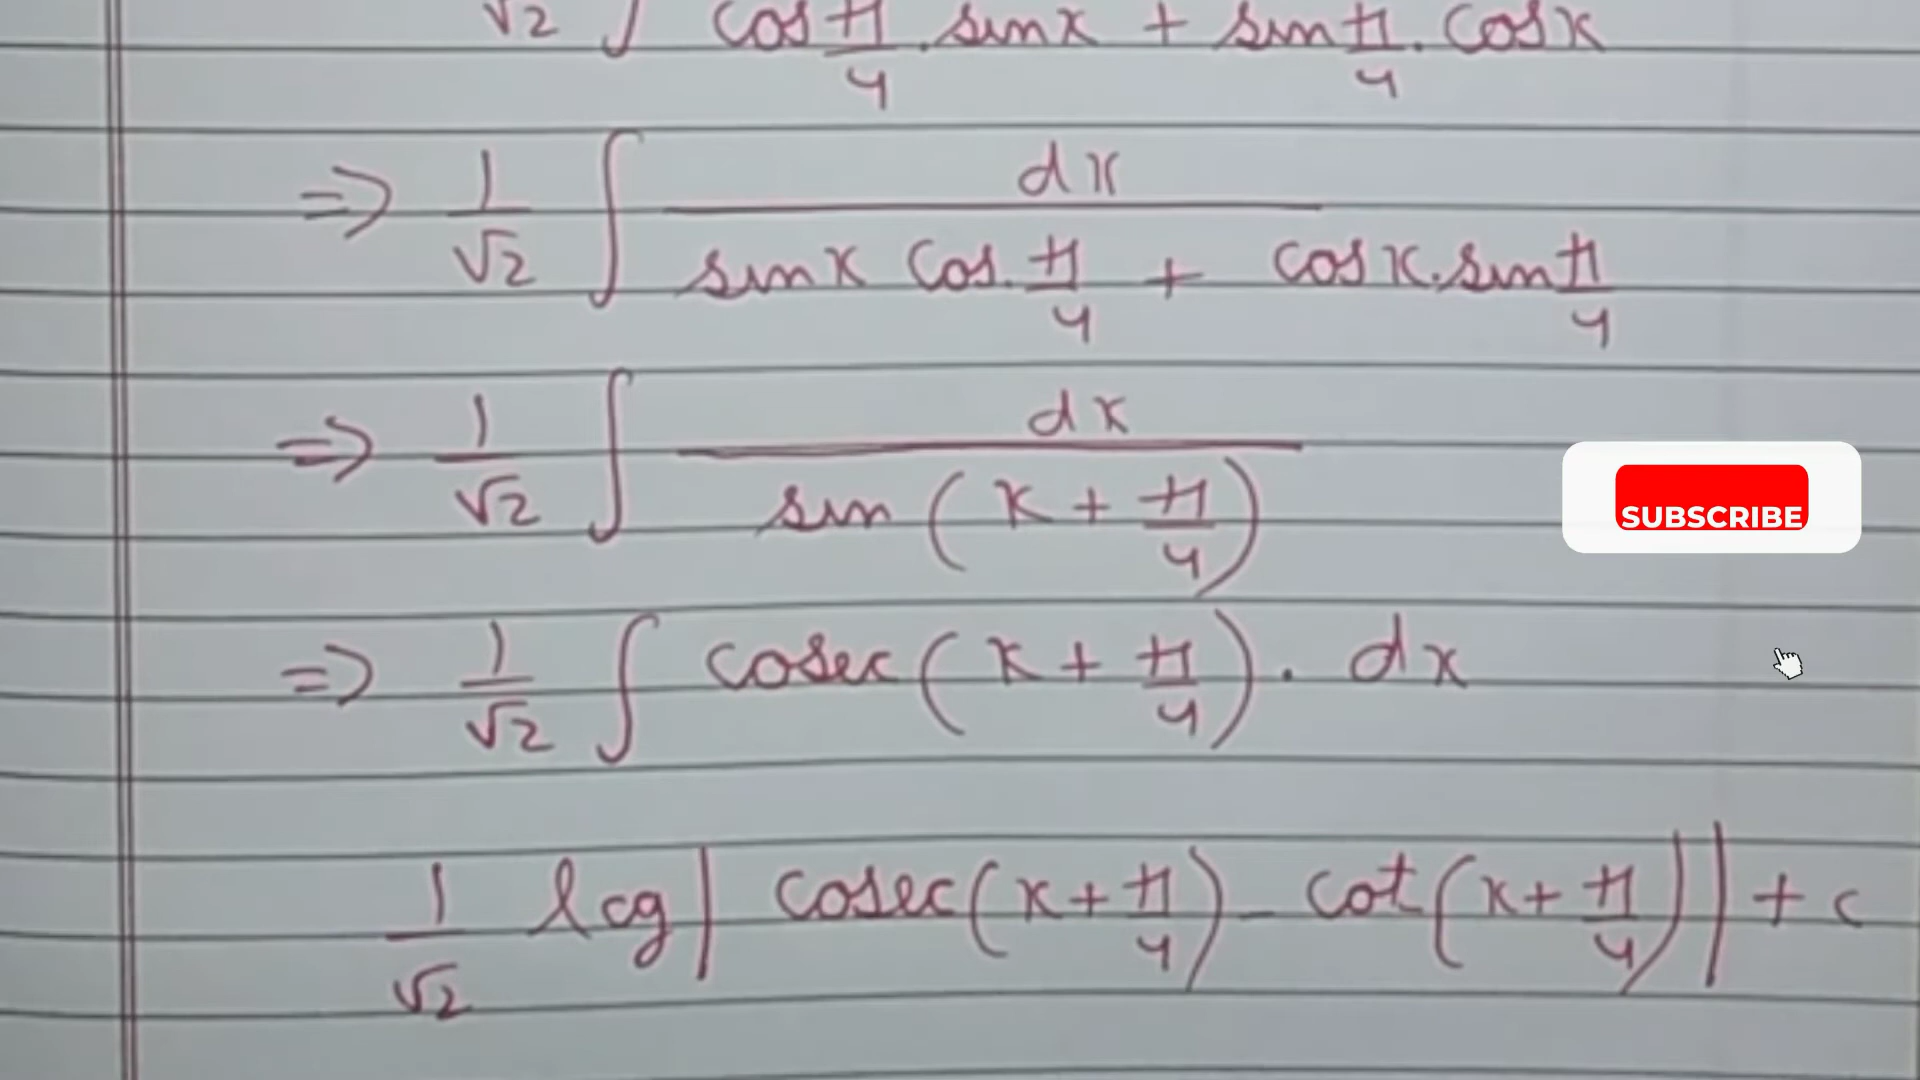 √2 ∫ cos π/4 . sinx + sin π/4 . cosx
=> 1/√2 ∫ dx / sinx cos. π/4 + cosx. sin π/4
=> 1/√2 ∫ dx / sin (x + π/4)
SUBSCRIBE
=> 1/√2 ∫ cosec (x + π/4) . dx
1/√2 log | cosec (x + π/4) - cot (x + π/4) | + c